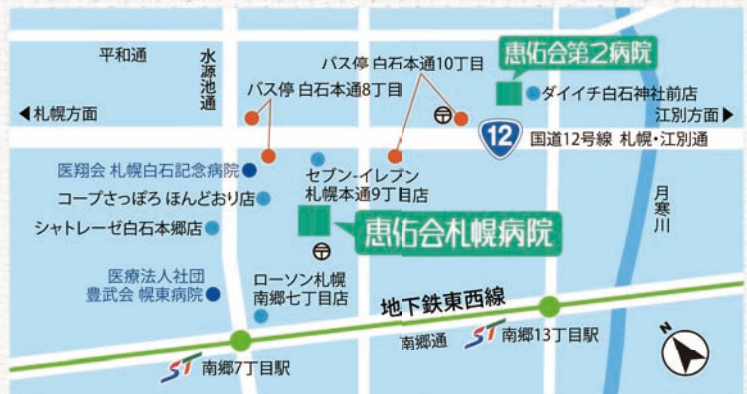 平和通
水源池通
バス停 白石本通10丁目
恵佑会第2病院
バス停 白石本通8丁目
ダイイチ白石神社前店
◀札幌方面
江別方面▶
12
国道12号線 札幌・江別通
医翔会 札幌白石記念病院
セブン-イレブン
札幌本通9丁目店
コープさっぽろ ほんどおり店
月寒川
シャトレーゼ白石本郷店
恵佑会札幌病院
医療法人社団
豊武会 幌東病院
ローソン札幌
南郷七丁目店
地下鉄東西線
N
南郷通
ST 南郷13丁目駅
ST 南郷7丁目駅